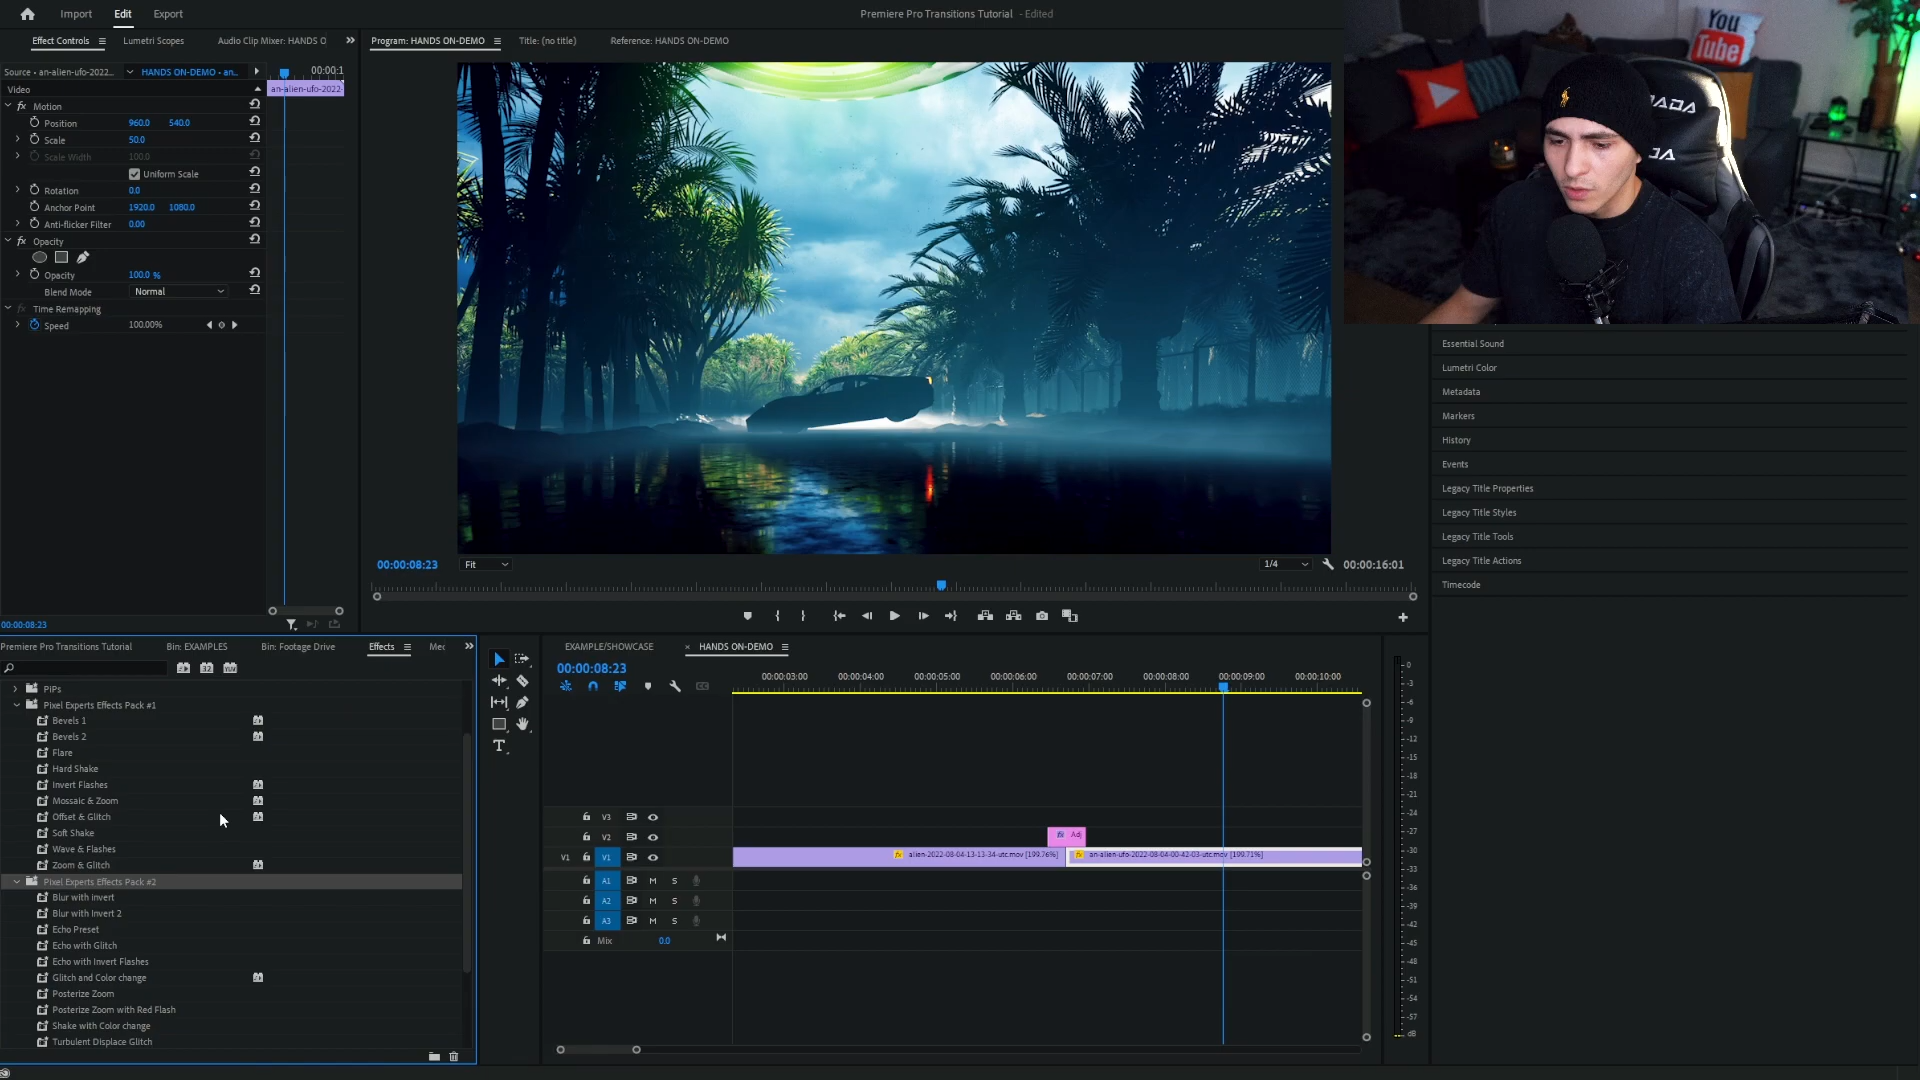 Import Edit Export
Premiere Pro Transitions Tutorial - Edited
Effect Controls Lumetri Scopes Audio Clip Mixer: HANDS O
Program: HANDS ON-DEMO Title: (no title) Reference: HANDS ON-DEMO
Source • an-alien-ufo-2022... HANDS ON-DEMO - an... 00:00:1
Video an-alien-ufo-2022-
fx Motion
Position 960.0 540.0
Scale 50.0
Scale Width 100.0
Uniform Scale
Rotation 0.0
Anchor Point 1920.0 1080.0
Anti-flicker Filter 0.00
fx Opacity
Opacity 100.0 %
Blend Mode Normal
fx Time Remapping
Speed 100.00%
You
Tube
Essential Sound
Lumetri Color
Metadata
Markers
History
Events
Legacy Title Properties
Legacy Title Styles
Legacy Title Tools
Legacy Title Actions
Timecode
00:00:08:23 Fit 1/4 00:00:16:01
00:00:08:23
Premiere Pro Transitions Tutorial Bin: EXAMPLES Bin: Footage Drive Effects Mec
PIPs
Pixel Experts Effects Pack #1
Bevels 1
Bevels 2
Flare
Hard Shake
Invert Flashes
Mossaic & Zoom
Offset & Glitch
Soft Shake
Wave & Flashes
Zoom & Glitch
Pixel Experts Effects Pack #2
Blur with invert
Blur with Invert 2
Echo Preset
Echo with Glitch
Echo with Invert Flashes
Glitch and Color change
Posterize Zoom
Posterize Zoom with Red Flash
Shake with Color change
Turbulent Displace Glitch
EXAMPLE/SHOWCASE × HANDS ON-DEMO
00:00:08:23
00:00:03:00 00:00:04:00 00:00:05:00 00:00:06:00 00:00:07:00 00:00:08:00 00:00:09:00 00:00:10:00
V3
V2 fx Adj
V1 V1 fx alien-2022-08-04-13-13-34-utc.mov [199.76%] fx an-alien-ufo-2022-08-04-00-42-03-utc.mov [199.71%]
A1 M S
A2 M S
A3 M S
Mix 0.0
0
-3
-6
-9
-12
-15
-18
-21
-24
-27
-30
-33
-36
-39
-42
-45
-48
-51
-54
-57
dB